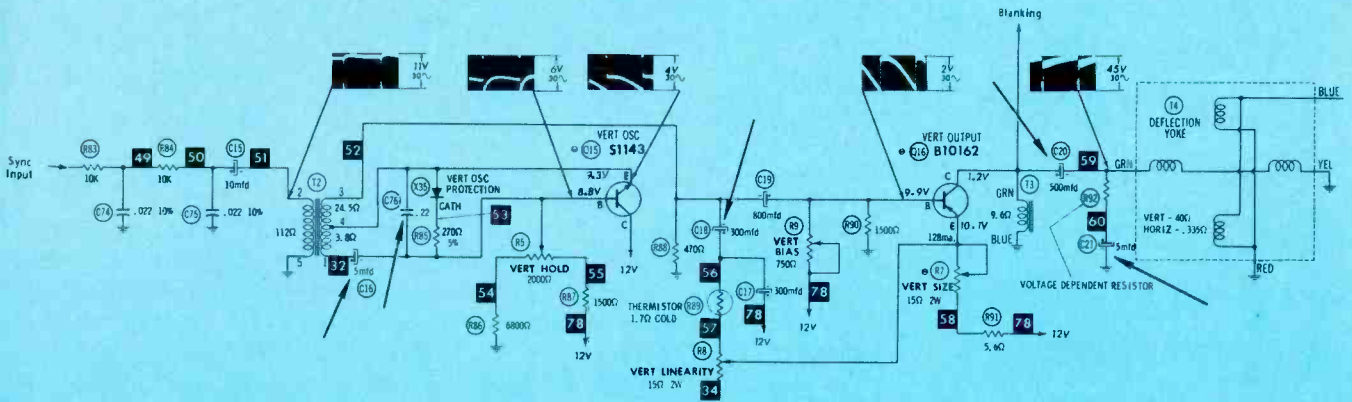 Blanking
11V
30
6V
30
4V
30
2V
30
45V
30
T4
DEFLECTION
YOKE
BLUE
VERT OSC
C15 S1143
VERT OUTPUT
Q16 B10162
C20
59
GRN
YEL
500mfd
Sync
Input
R83
10K
49
R84
10K
50
C15
10mfd
51
52
X35
VERT OSC
PROTECTION
CATH
9.3V
8.8V
E
B
C
C19
800mfd
9.9V
B
C
1.2V
GRN
T3
9.6Ω
BLUE
R92
60
C74
.022 10%
C75
.022 10%
T2
2
3
24.5Ω
112Ω
4
3.8Ω
5
1
C76
.22
R85
270Ω
5%
53
R88
470Ω
C18
300mfd
R9
VERT
BIAS
750Ω
R90
1500Ω
E
10.7V
128ma.
VERT - 40Ω
HORIZ - .335Ω
C21
5mfd
RED
32
5mfd
C16
R5
VERT HOLD
2000Ω
12V
56
R7
VERT SIZE
15Ω 2W
VOLTAGE DEPENDENT RESISTOR
54
55
R87
1500Ω
C17
300mfd
78
THERMISTOR
1.7Ω COLD
R89
78
57
12V
12V
58
R91
5.6Ω
78
12V
R86
6800Ω
78
12V
R8
VERT LINEARITY
15Ω 2W
34